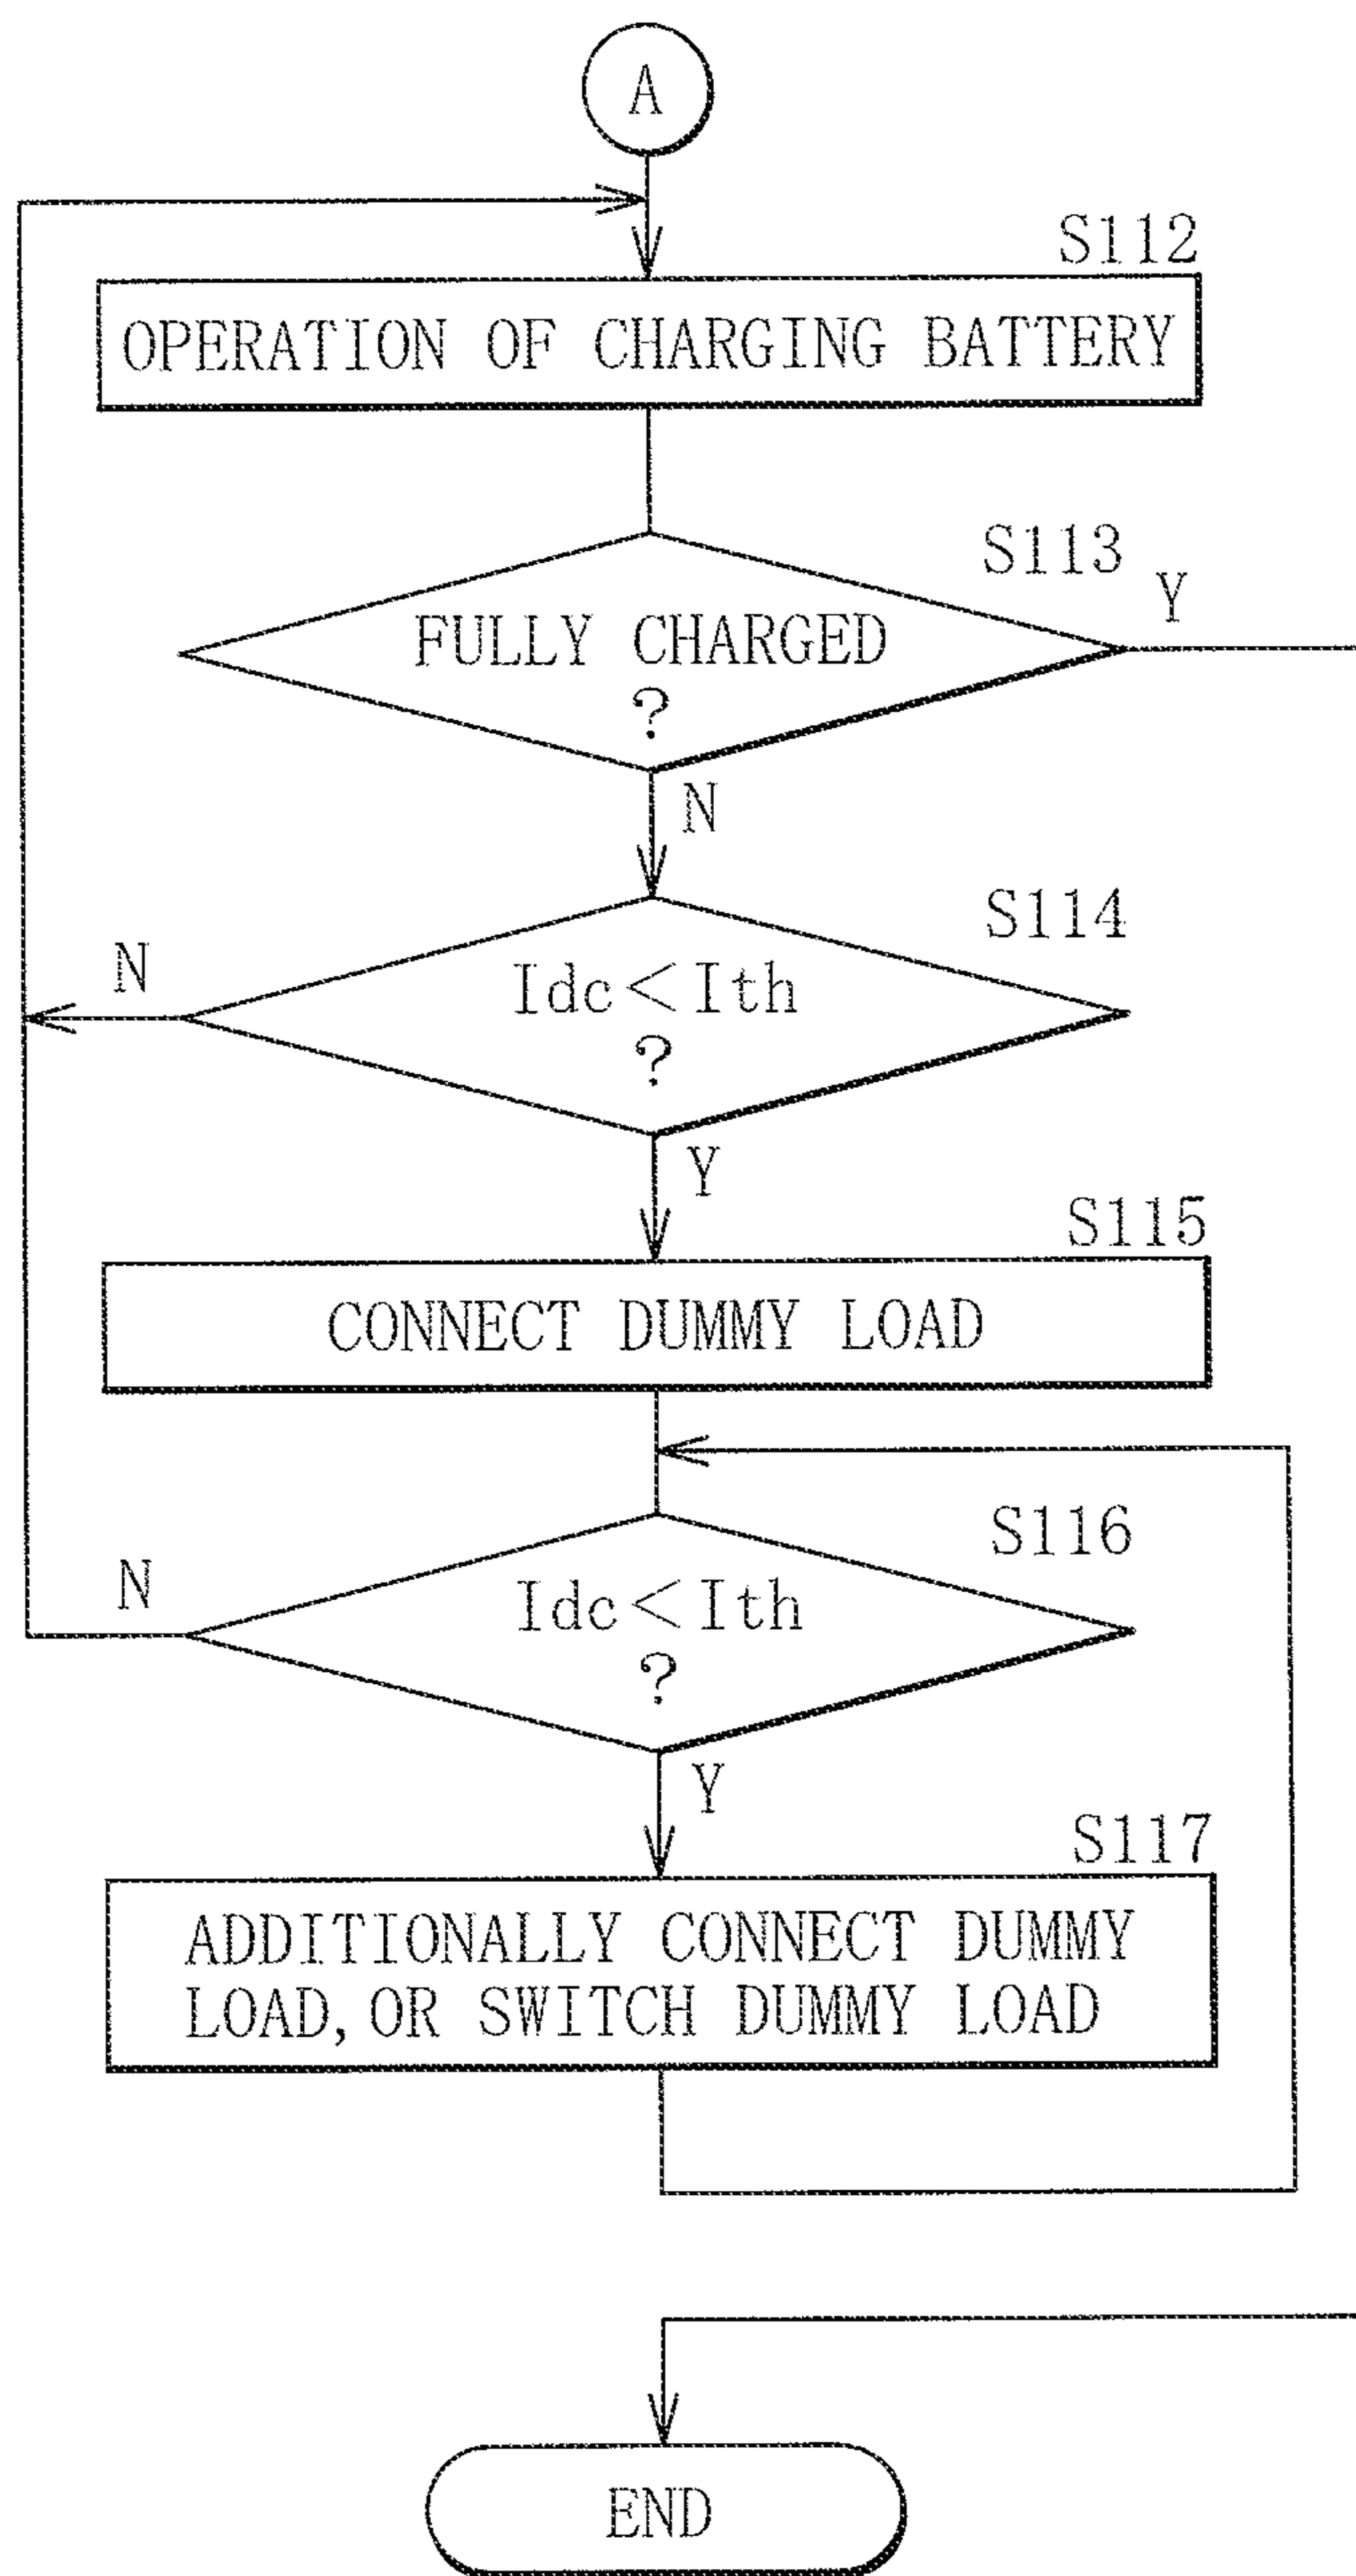 A
S112
OPERATION OF CHARGING BATTERY
S113
Y
FULLY CHARGED
?
N
S114
N
Idc<Ith
?
Y
S115
CONNECT DUMMY LOAD
S116
N
Idc<Ith
?
Y
S117
ADDITIONALLY CONNECT DUMMY
LOAD, OR SWITCH DUMMY LOAD
END